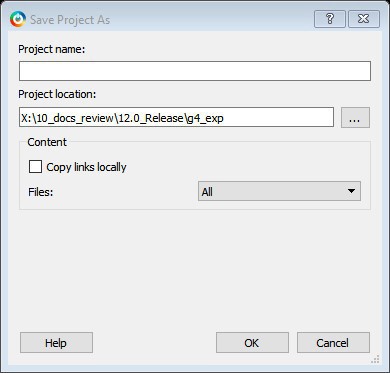 Save Project As
Project name:
Project location:
X:\10_docs_review\12.0_Release\g4_exp
...
Content
Copy links locally
Files:
All
Help
OK
Cancel